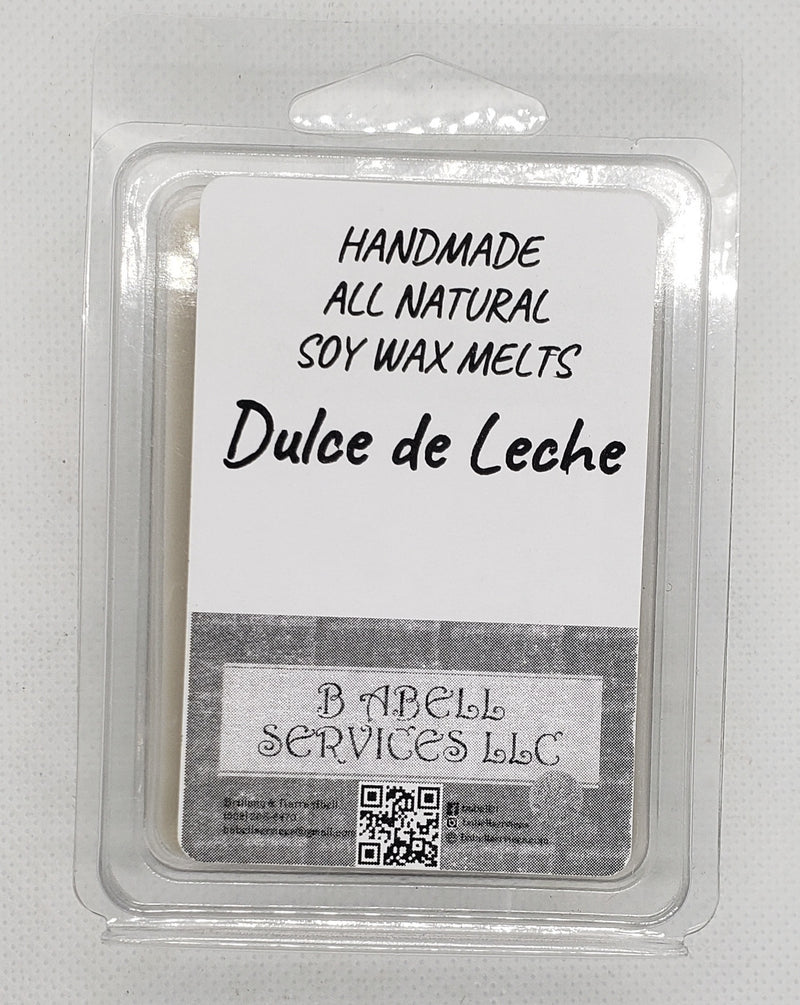 HANDMADE
ALL NATURAL
SOY WAX MELTS
Dulce de Leche
B ABELL
SERVICES LLC